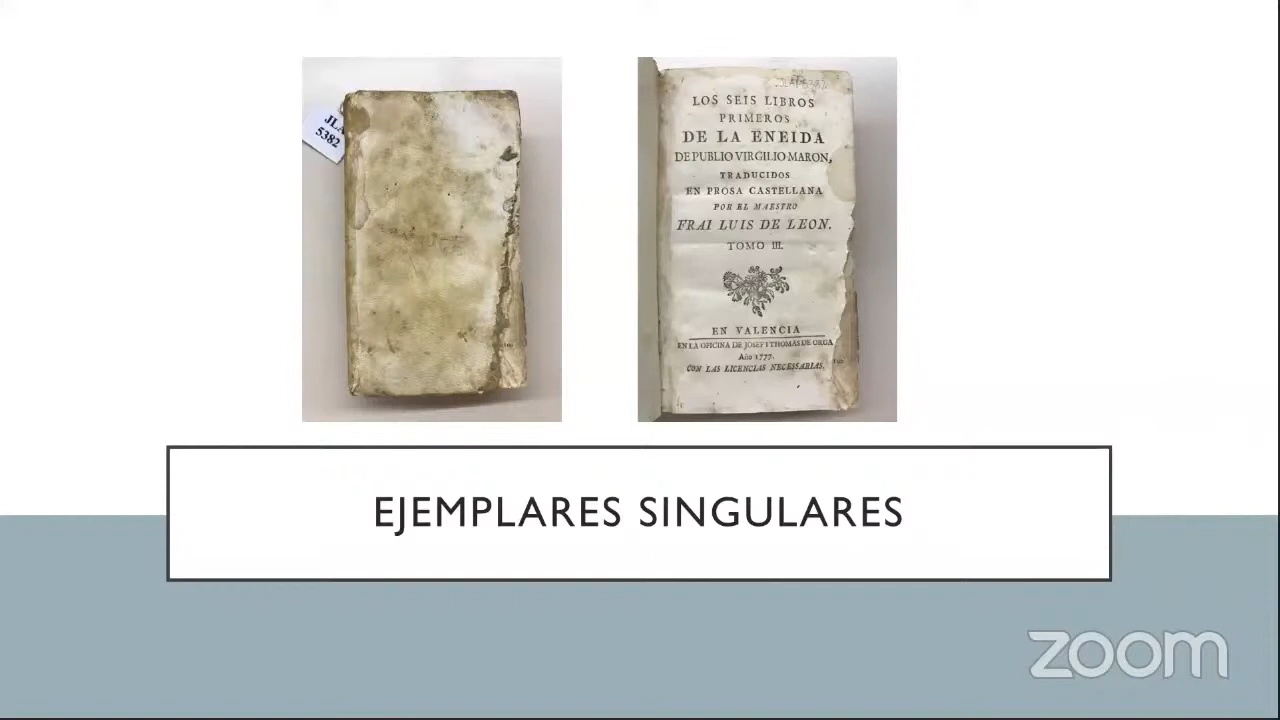 JLA
5382
LOS SEIS LIBROS
PRIMEROS
DE LA ENEIDA
DE PUBLIO VIRGILIO MARON,
TRADUCIDOS
EN PROSA CASTELLANA
POR EL MAESTRO
FRAI LUIS DE LEON.
TOMO III.
EN VALENCIA
EN LA OFICINA DE JOSEF I THOMAS DE ORGA
Año 1777.
CON LAS LICENCIAS NECESSARIAS.
EJEMPLARES SINGULARES
zoom